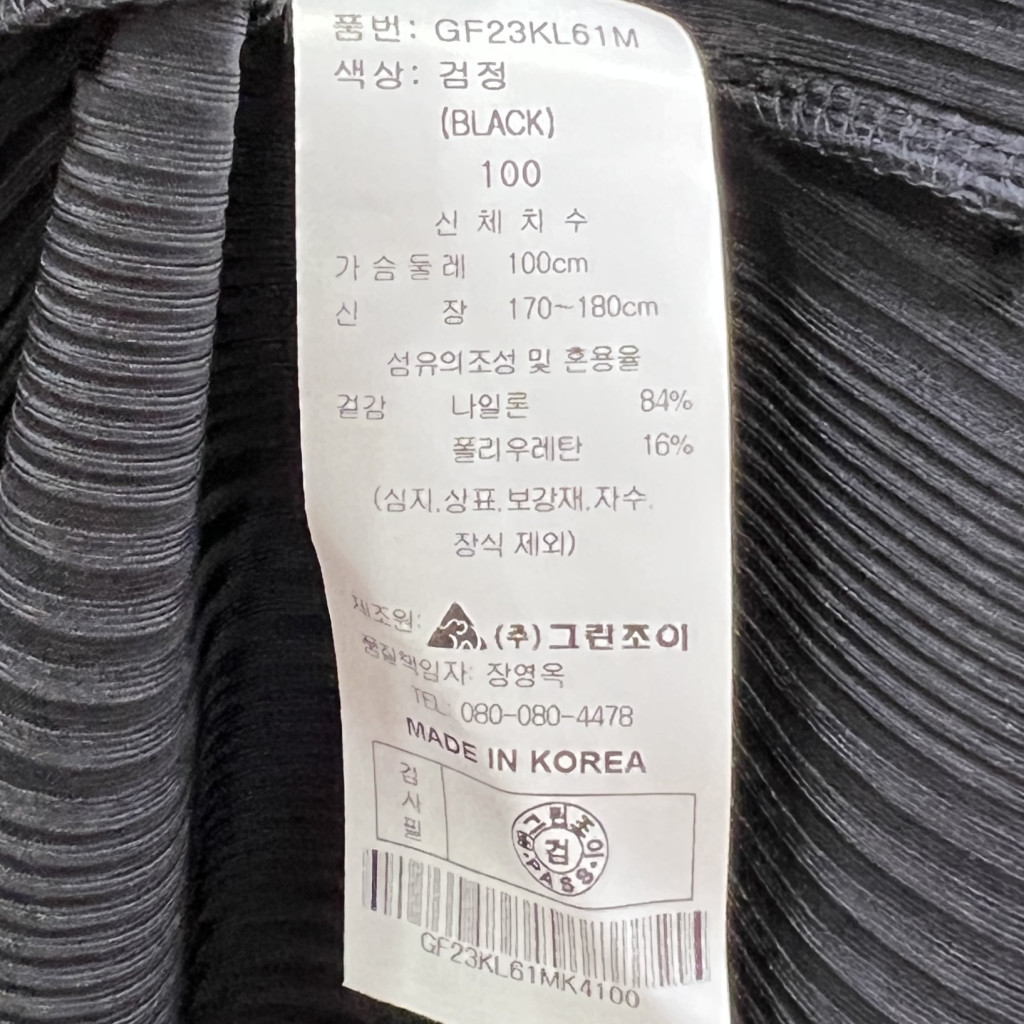 품번: GF23KL61M
색상: 검정
(BLACK)
100
신 체 치 수
가 슴 둘 레 100cm
신 장 170~180cm
섬유의조성 및 혼용율
겉감 나일론 84%
폴리우레탄 16%
(심지.상표.보강재.자수.
장식 제외)
제조원: (주)그린조이
품질책임자: 장영옥
TEL: 080-080-4478
MADE IN KOREA
검사필
그린조이
검
품·PASS·
GF23KL61MK4100